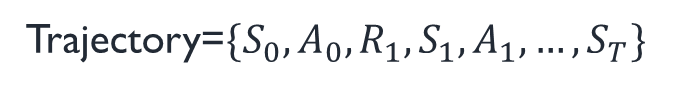 Trajectory={S₀, A₀, R₁, S₁, A₁, … , S_T}